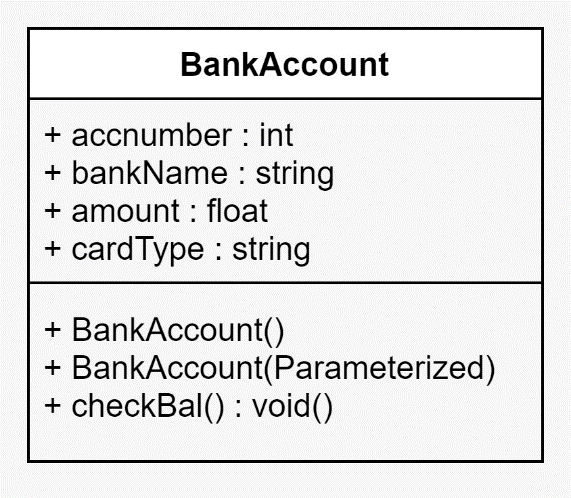 BankAccount
+ accnumber : int
+ bankName : string
+ amount : float
+ cardType : string
+ BankAccount()
+ BankAccount(Parameterized)
+ checkBal() : void()